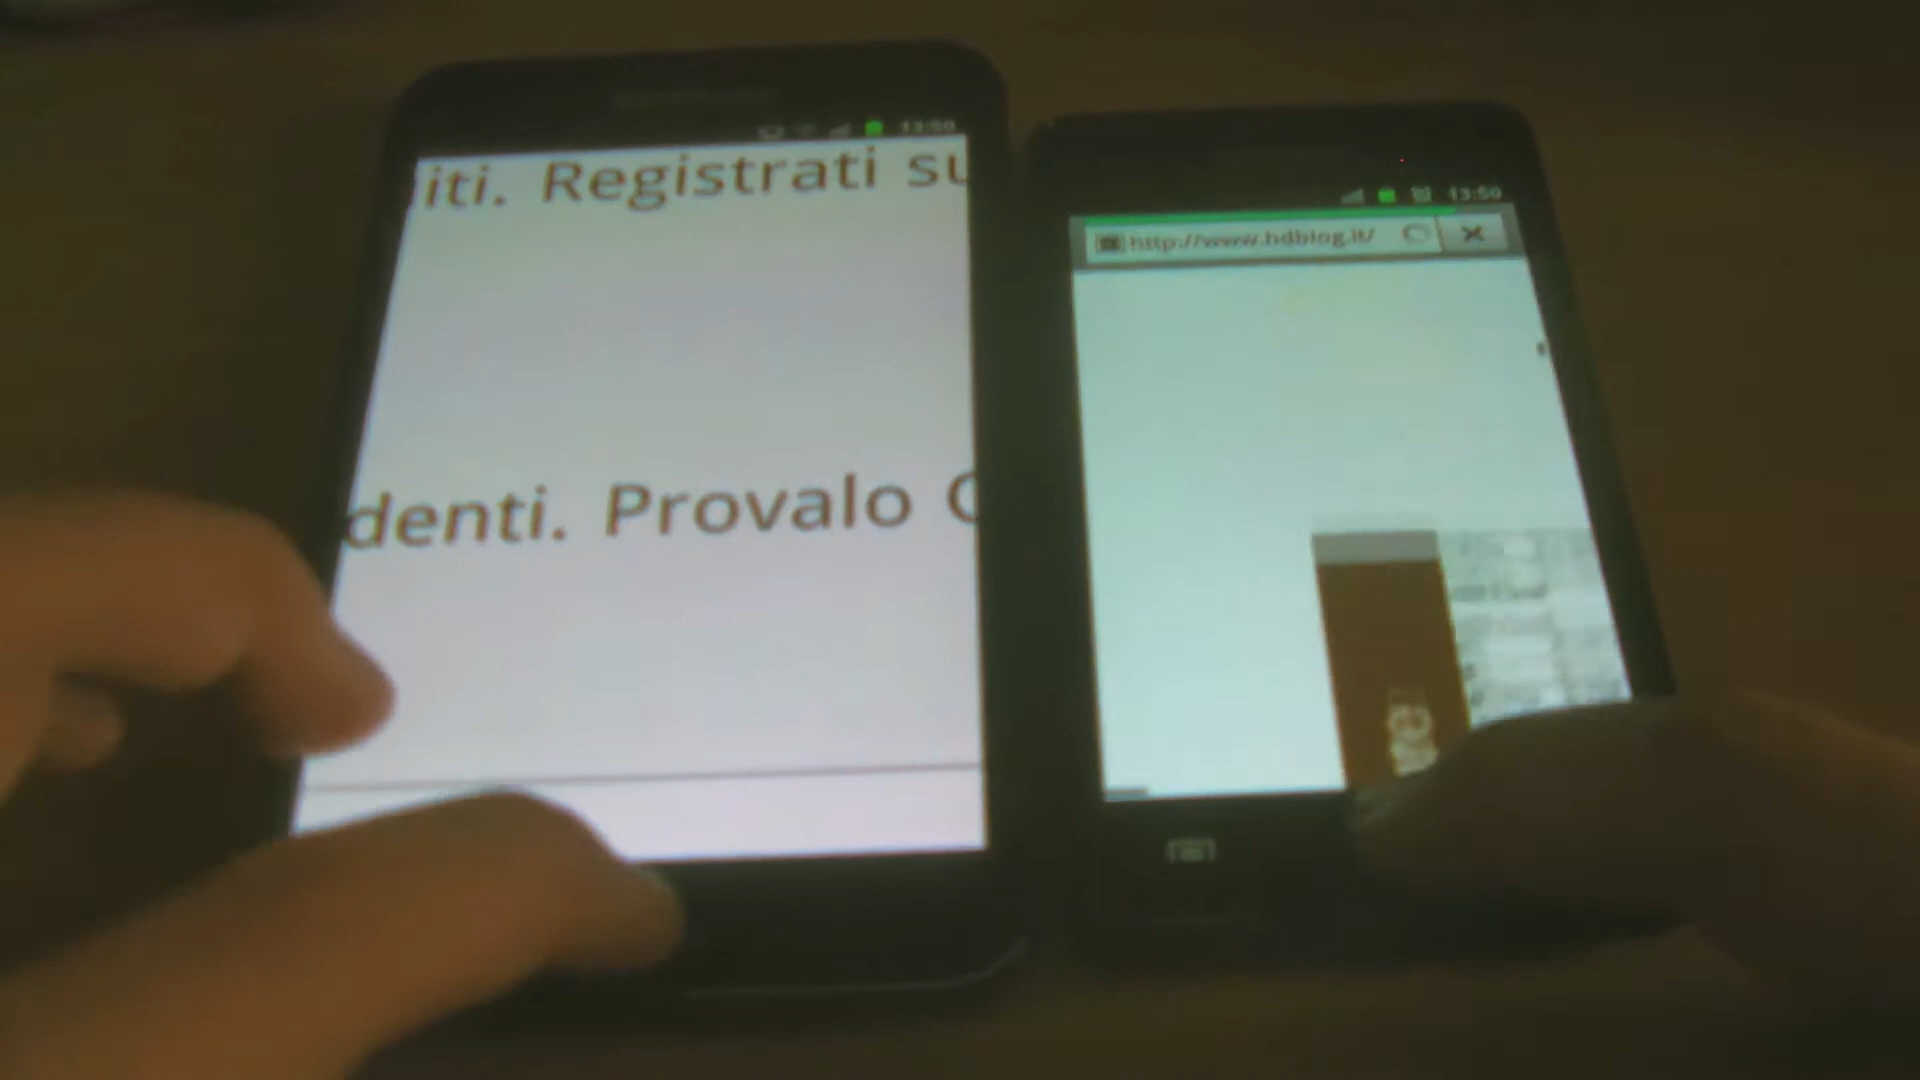 13:50
iti. Registrati su
denti. Provalo
13:50
http://www.hdblog.it/